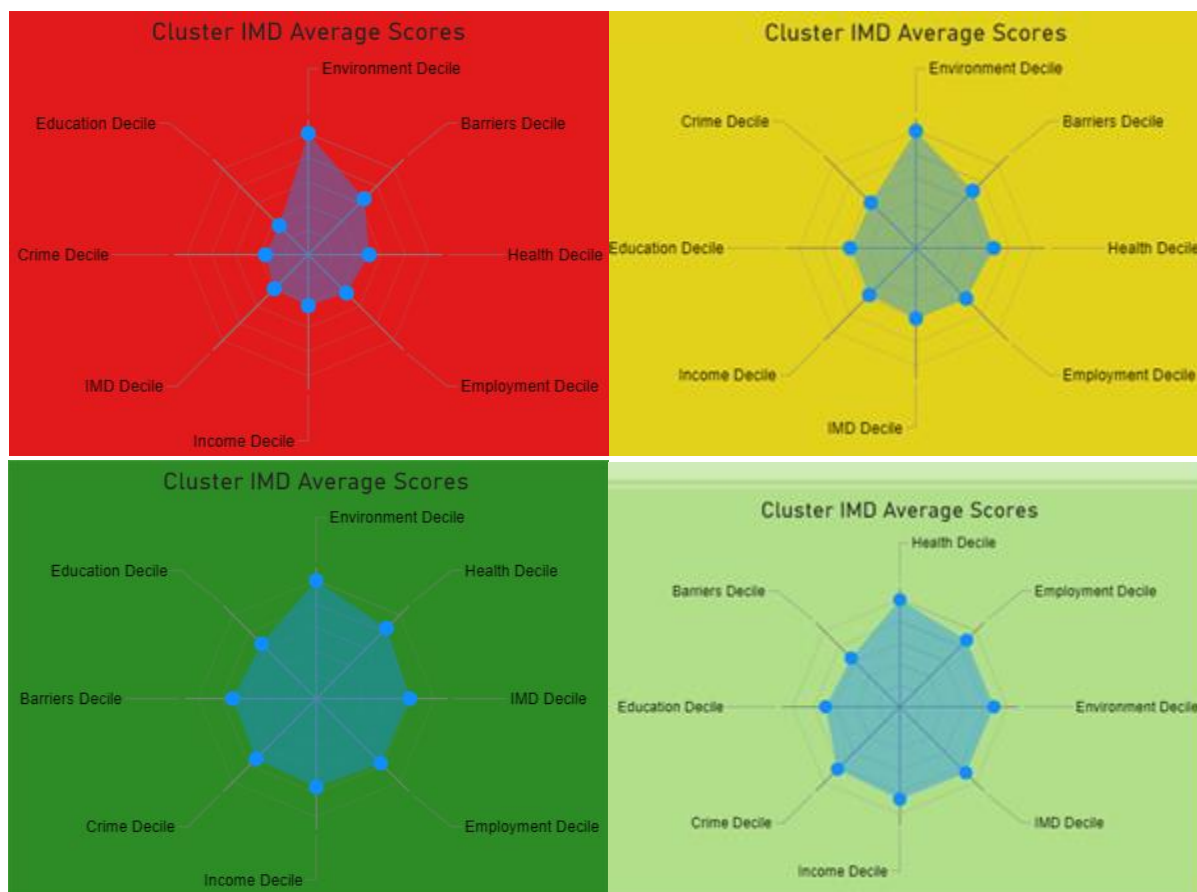 Cluster IMD Average Scores
Environment Decile
Education Decile
Barriers Decile
Crime Decile
Health Decile
IMD Decile
Employment Decile
Income Decile
Cluster IMD Average Scores
Environment Decile
Crime Decile
Barriers Decile
Education Decile
Health Decile
Income Decile
Employment Decile
IMD Decile
Cluster IMD Average Scores
Environment Decile
Education Decile
Health Decile
Barriers Decile
IMD Decile
Crime Decile
Employment Decile
Income Decile
Cluster IMD Average Scores
Health Decile
Barriers Decile
Employment Decile
Education Decile
Environment Decile
Crime Decile
IMD Decile
Income Decile